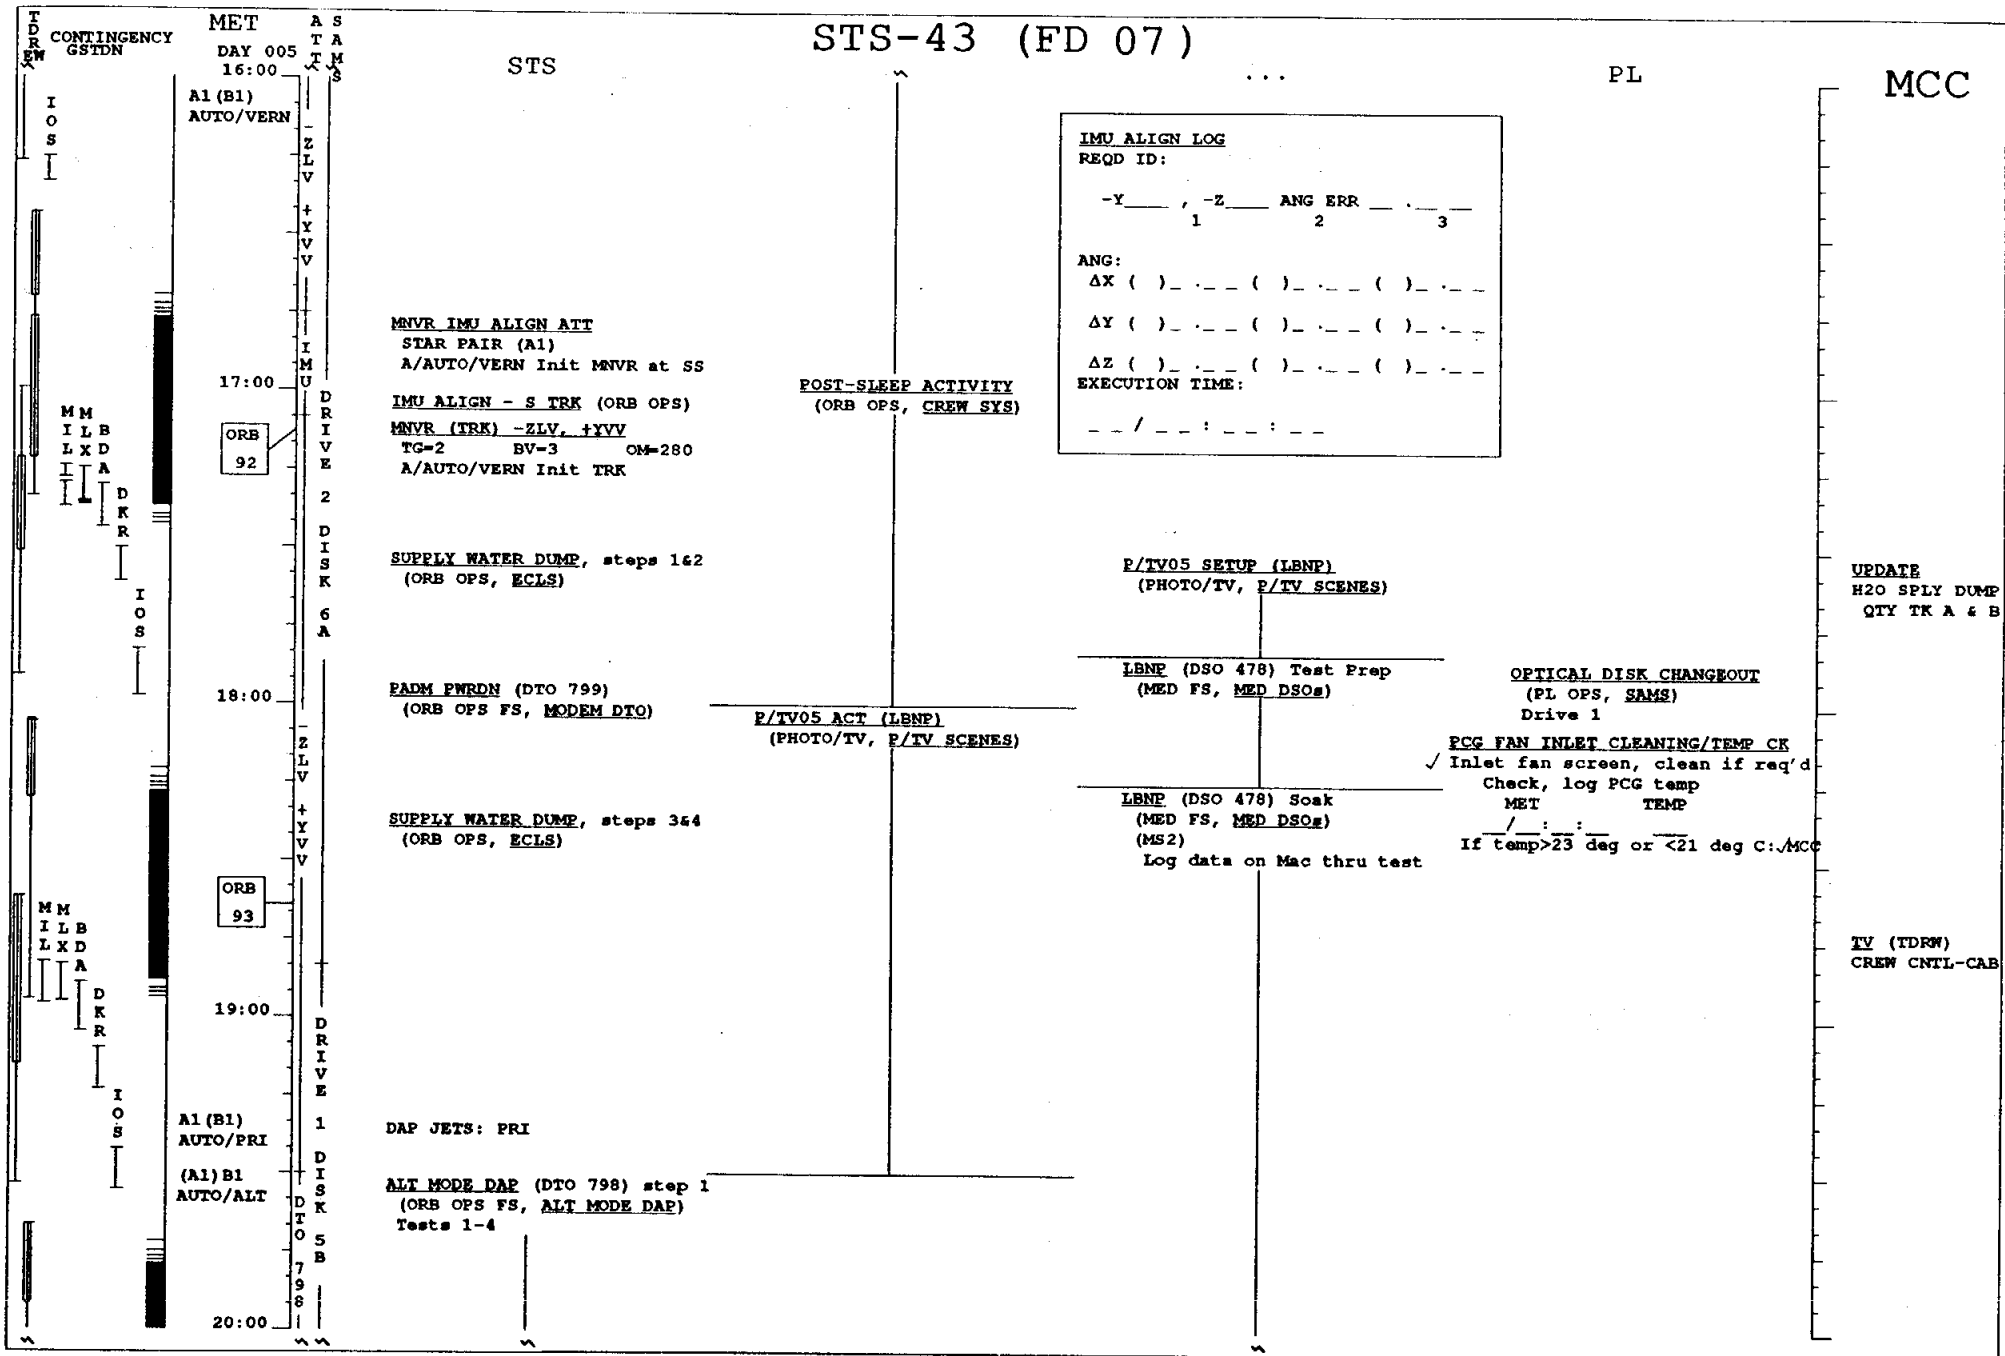 STS-43 (FD 07)
TDRW
E
CONTINGENCY
GSTDN
MET
DAY 005
ATT
SAMS
STS
...
PL
MCC
16:00
17:00
18:00
19:00
20:00
A1(B1)
AUTO/VERN
ORB
92
ORB
93
A1(B1)
AUTO/PRI
(A1)B1
AUTO/ALT
IOS
MIL
MLX
BDA
DKR
IOS
MIL
MLX
BDA
DKR
IOS
-ZLV +YVV
IMU
-ZLV +YVV
DTO 798
DRIVE 2 DISK 6A
DRIVE 1 DISK 5B
MNVR IMU ALIGN ATT
STAR PAIR (A1)
A/AUTO/VERN Init MNVR at SS
IMU ALIGN - S TRK (ORB OPS)
MNVR (TRK) -ZLV, +YVV
TG=2 BV=3 OM=280
A/AUTO/VERN Init TRK
SUPPLY WATER DUMP, steps 1&2
(ORB OPS, ECLS)
PADM PWRDN (DTO 799)
(ORB OPS FS, MODEM DTO)
SUPPLY WATER DUMP, steps 3&4
(ORB OPS, ECLS)
DAP JETS: PRI
ALT MODE DAP (DTO 798) step 1
(ORB OPS FS, ALT MODE DAP)
Tests 1-4
POST-SLEEP ACTIVITY
(ORB OPS, CREW SYS)
P/TV05 ACT (LBNP)
(PHOTO/TV, P/TV SCENES)
IMU ALIGN LOG
REQD ID:
-Y____ , -Z____ ANG ERR __ .__ __
1 2 3
ANG:
ΔX ( )_ ._ _ ( )_ ._ _ ( )_ ._ _
ΔY ( )_ ._ _ ( )_ ._ _ ( )_ ._ _
ΔZ ( )_ ._ _ ( )_ ._ _ ( )_ ._ _
EXECUTION TIME:
_ _ / _ _ : _ _ : _ _
P/TV05 SETUP (LBNP)
(PHOTO/TV, P/TV SCENES)
LBNP (DSO 478) Test Prep
(MED FS, MED DSOs)
LBNP (DSO 478) Soak
(MED FS, MED DSOs)
(MS2)
Log data on Mac thru test
OPTICAL DISK CHANGEOUT
(PL OPS, SAMS)
Drive 1
PCG FAN INLET CLEANING/TEMP CK
√ Inlet fan screen, clean if req'd
Check, log PCG temp
MET TEMP
__/__:__:__ ___
If temp>23 deg or <21 deg C:√MCC
UPDATE
H2O SPLY DUMP
QTY TK A & B
TV (TDRW)
CREW CNTL-CAB